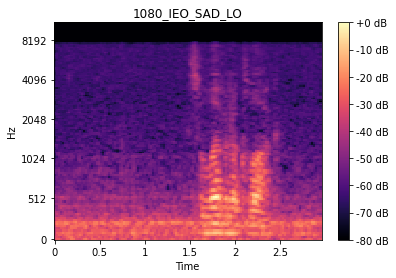 1080_IEO_SAD_LO
+0 dB
8192
-10 dB
4096
-20 dB
-30 dB
2048
Hz
-40 dB
1024
-50 dB
512
-60 dB
-70 dB
0
-80 dB
0 0.5 1 1.5 2 2.5
Time